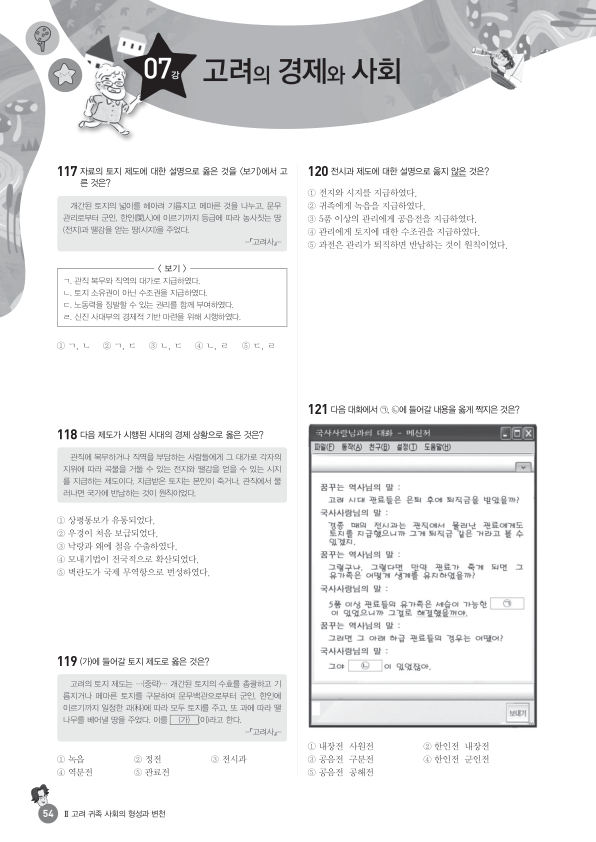 07강 고려의 경제와 사회
117 자료의 토지 제도에 대한 설명으로 옳은 것을 〈보기〉에서 고
른 것은?
개간된 토지의 넓이를 헤아려 기름지고 메마른 것을 나누고, 문무
관리로부터 군인, 한인(閑人)에 이르기까지 등급에 따라 농사짓는 땅
(전지)과 땔감을 얻는 땅(시지)을 주었다.
-『고려사』-
〈 보기 〉
ㄱ. 관직 복무와 직역의 대가로 지급하였다.
ㄴ. 토지 소유권이 아닌 수조권을 지급하였다.
ㄷ. 노동력을 징발할 수 있는 권리를 함께 부여하였다.
ㄹ. 신진 사대부의 경제적 기반 마련을 위해 시행하였다.
① ㄱ, ㄴ ② ㄱ, ㄷ ③ ㄴ, ㄷ ④ ㄴ, ㄹ ⑤ ㄷ, ㄹ
118 다음 제도가 시행된 시대의 경제 상황으로 옳은 것은?
관직에 복무하거나 직역을 부담하는 사람들에게 그 대가로 각자의
지위에 따라 곡물을 거둘 수 있는 전지와 땔감을 얻을 수 있는 시지
를 지급하는 제도이다. 지급받은 토지는 본인이 죽거나, 관직에서 물
러나면 국가에 반납하는 것이 원칙이었다.
① 상평통보가 유통되었다.
② 우경이 처음 보급되었다.
③ 낙랑과 왜에 철을 수출하였다.
④ 모내기법이 전국적으로 확산되었다.
⑤ 벽란도가 국제 무역항으로 번성하였다.
119 (가)에 들어갈 토지 제도로 옳은 것은?
고려의 토지 제도는 …(중략)… 개간된 토지의 수효를 총괄하고 기
름지거나 메마른 토지를 구분하여 문무백관으로부터 군인, 한인에
이르기까지 일정한 과(科)에 따라 모두 토지를 주고, 또 과에 따라 땔
나무를 베어낼 땅을 주었다. 이를 (가) (이)라고 한다.
-『고려사』-
① 녹읍 ② 정전 ③ 전시과
④ 역분전 ⑤ 관료전
120 전시과 제도에 대한 설명으로 옳지 않은 것은?
① 전지와 시지를 지급하였다.
② 귀족에게 녹읍을 지급하였다.
③ 5품 이상의 관리에게 공음전을 지급하였다.
④ 관리에게 토지에 대한 수조권을 지급하였다.
⑤ 과전은 관리가 퇴직하면 반납하는 것이 원칙이었다.
121 다음 대화에서 ㉠, ㉡에 들어갈 내용을 옳게 짝지은 것은?
국사사랑님과의 대화 - 메신저
파일(F) 동작(A) 친구(B) 설정(T) 도움말(H)
꿈꾸는 역사님의 말 :
고려 시대 관료들은 은퇴 후에 퇴직금을 받았을까?
국사사랑님의 말 :
경종 때의 전시과는 관직에서 물러난 관료에게도
토지를 지급했으니까 그게 퇴직금 같은 거라고 볼 수
있겠지.
꿈꾸는 역사님의 말 :
그렇구나. 그렇다면 만약 관료가 죽게 되면 그
유가족은 어떻게 생계를 유지하였을까?
국사사랑님의 말 :
5품 이상 관료들의 유가족은 세습이 가능한 ㉠
이 있었으니까 그걸로 해결했을꺼야.
꿈꾸는 역사님의 말 :
그러면 그 아래 하급 관료들의 경우는 어땠어?
국사사랑님의 말 :
그야 ㉡ 이 있었잖아.
보내기
① 내장전 사원전 ② 한인전 내장전
③ 공음전 구분전 ④ 한인전 군인전
⑤ 공음전 공해전
54 Ⅱ 고려 귀족 사회의 형성과 변천